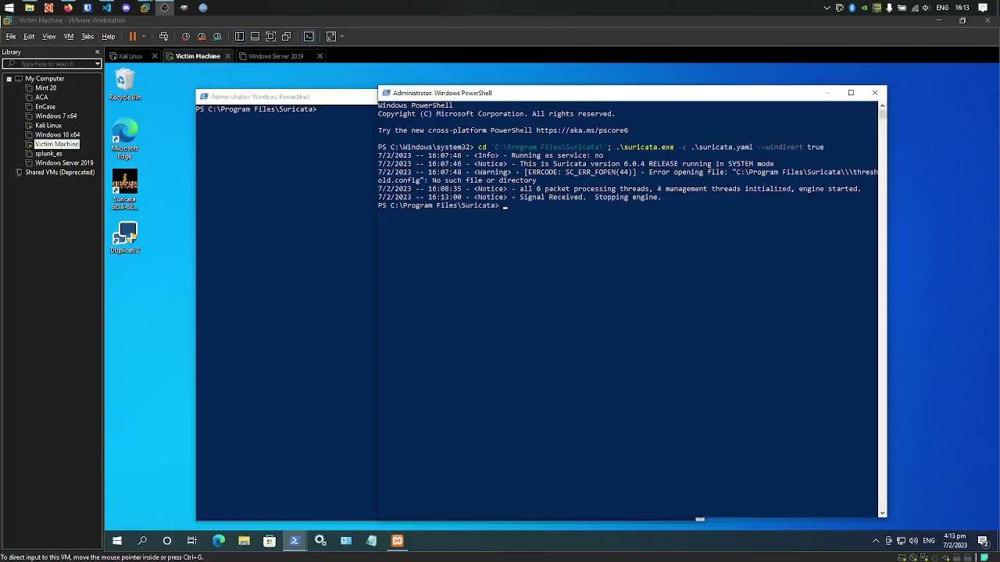 ENG 16:13
Victim Machine - VMware Workstation
File Edit View VM Tabs Help
Library
Type here to search
My Computer
Mint 20
ACA
EnCase
Windows 7 x64
Kali Linux
Windows 10 x64
Victim Machine
splunk_es
Windows Server 2019
Shared VMs (Deprecated)
Kali Linux Victim Machine Windows Server 2019
Recycle Bin
Microsoft
Edge
Suricata
6.0.4-64...
Duplicati 2
Administrator: Windows PowerShell
PS C:\Program Files\Suricata>
Administrator: Windows PowerShell
Windows PowerShell
Copyright (C) Microsoft Corporation. All rights reserved.
Try the new cross-platform PowerShell https://aka.ms/pscore6
PS C:\Windows\system32> cd 'C:\Program Files\Suricata\'; .\suricata.exe -c .\suricata.yaml --windivert true
7/2/2023 -- 16:07:46 - <Info> - Running as service: no
7/2/2023 -- 16:07:46 - <Notice> - This is Suricata version 6.0.4 RELEASE running in SYSTEM mode
7/2/2023 -- 16:07:48 - <Warning> - [ERRCODE: SC_ERR_FOPEN(44)] - Error opening file: "C:\Program Files\Suricata\\\thresh
old.config": No such file or directory
7/2/2023 -- 16:08:35 - <Notice> - all 6 packet processing threads, 4 management threads initialized, engine started.
7/2/2023 -- 16:13:00 - <Notice> - Signal Received.  Stopping engine.
PS C:\Program Files\Suricata> _
ENG 4:13 PM
7/2/2023
To direct input to this VM, move the mouse pointer inside or press Ctrl+G.